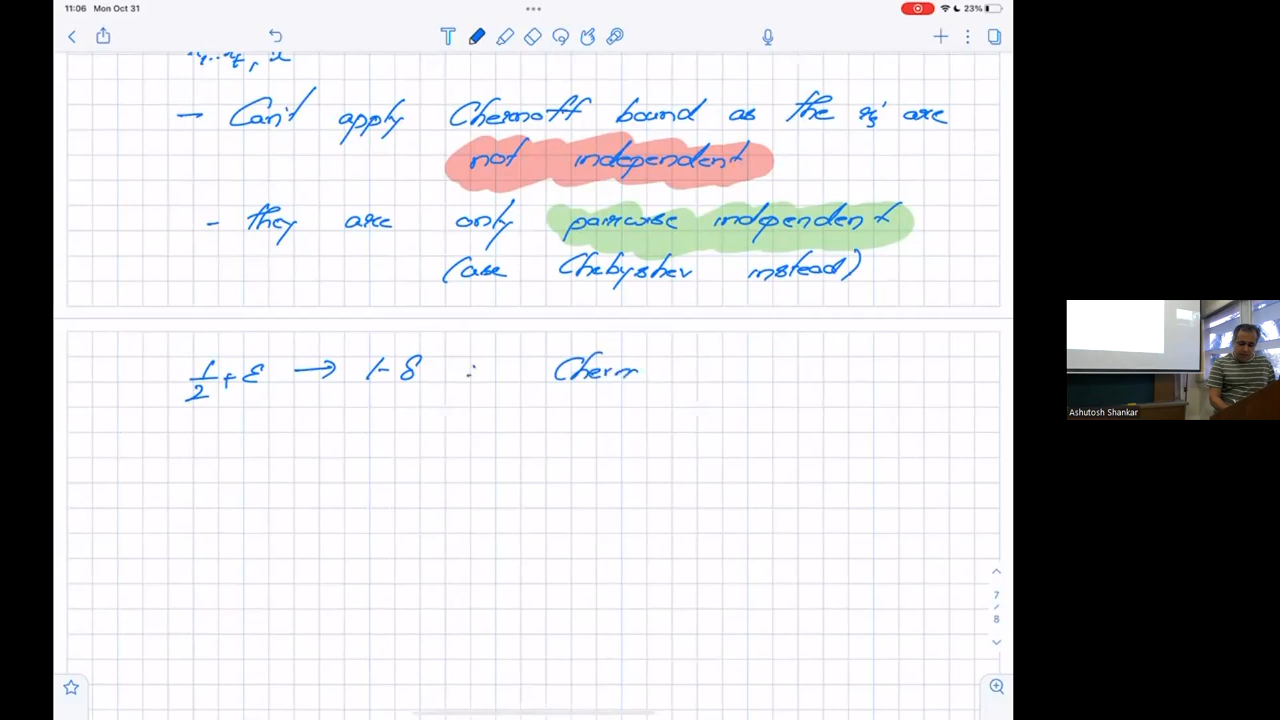 11:06 Mon Oct 31
23%
- Can't apply Chernoff bound as the are
not independent
- they are only pairwise independent
(use Chebyshev instead)
1/2 + ε → 1-δ : Chern
7
/
8
Ashutosh Shankar